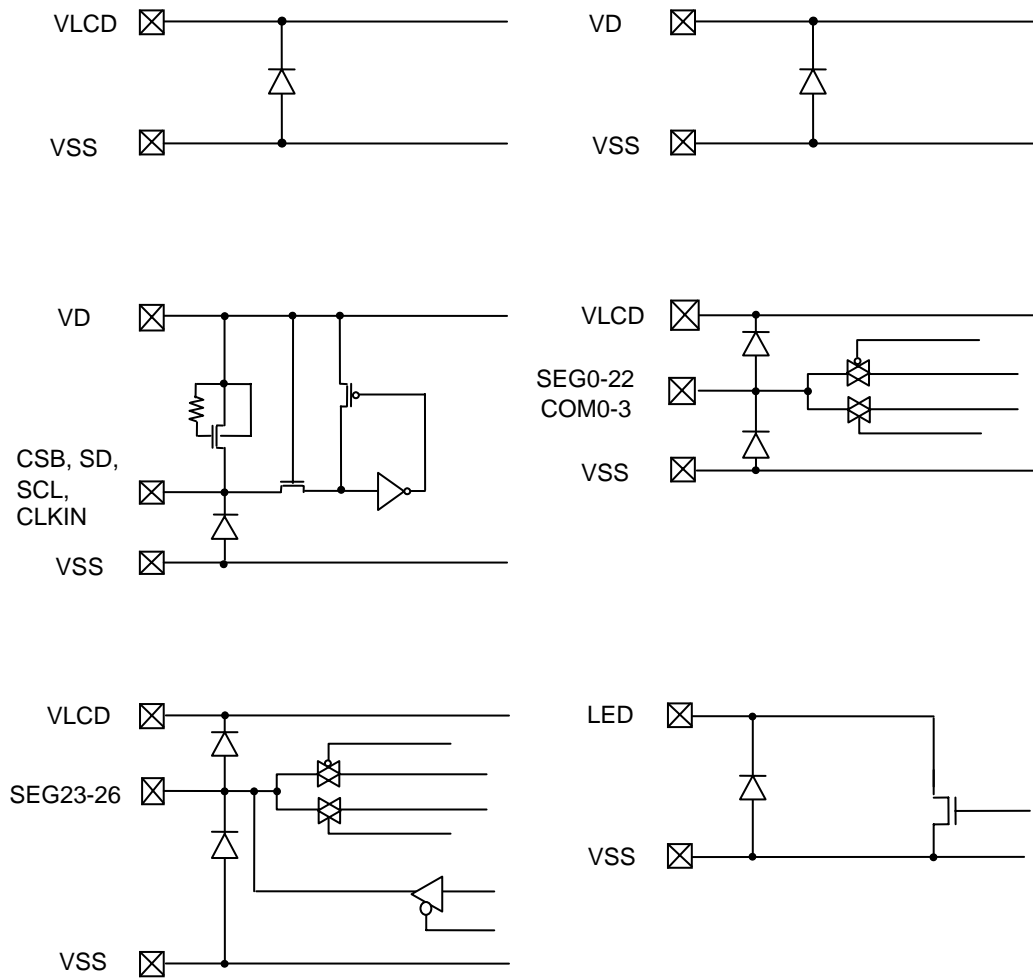 VLCD
VSS
VD
VSS
VD
CSB, SD,
SCL,
CLKIN
VSS
VLCD
SEG0-22
COM0-3
VSS
VLCD
SEG23-26
VSS
LED
VSS